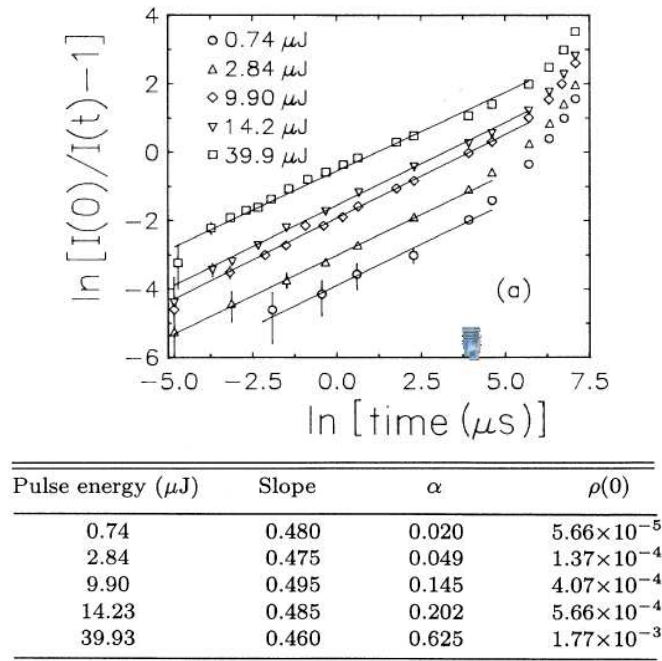 4
2
0
−2
−4
−6
ln [I(0)/I(t)−1]
○ 0.74 μJ
△ 2.84 μJ
◇ 9.90 μJ
▽ 14.2 μJ
□ 39.9 μJ
(a)
−5.0 −2.5 0.0 2.5 5.0 7.5
ln [time (μs)]
Pulse energy (μJ) Slope α ρ(0)
0.74 0.480 0.020 5.66×10⁻⁵
2.84 0.475 0.049 1.37×10⁻⁴
9.90 0.495 0.145 4.07×10⁻⁴
14.23 0.485 0.202 5.66×10⁻⁴
39.93 0.460 0.625 1.77×10⁻³